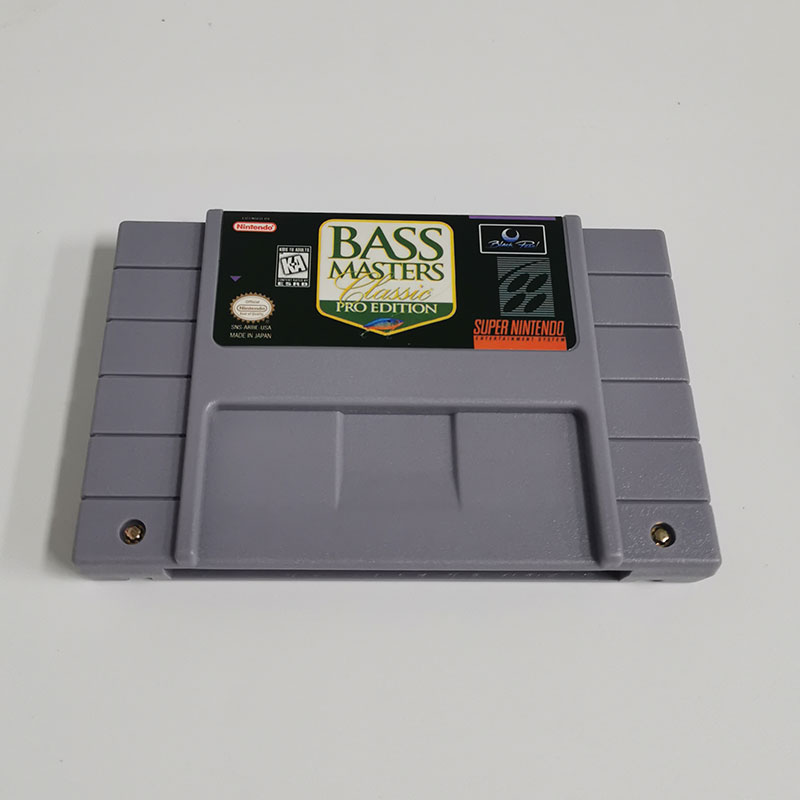 Nintendo
KIDS TO ADULTS
K-A
ESRB
Official
Nintendo
SNS-ARBE-USA
MADE IN JAPAN
BASS
MASTERS
Classic
PRO EDITION
Black Pearl
SUPER NINTENDO
ENTERTAINMENT SYSTEM